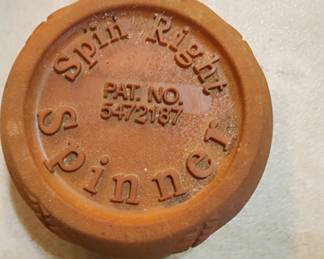 Spin Right
PAT. NO.
5472187
Spinner